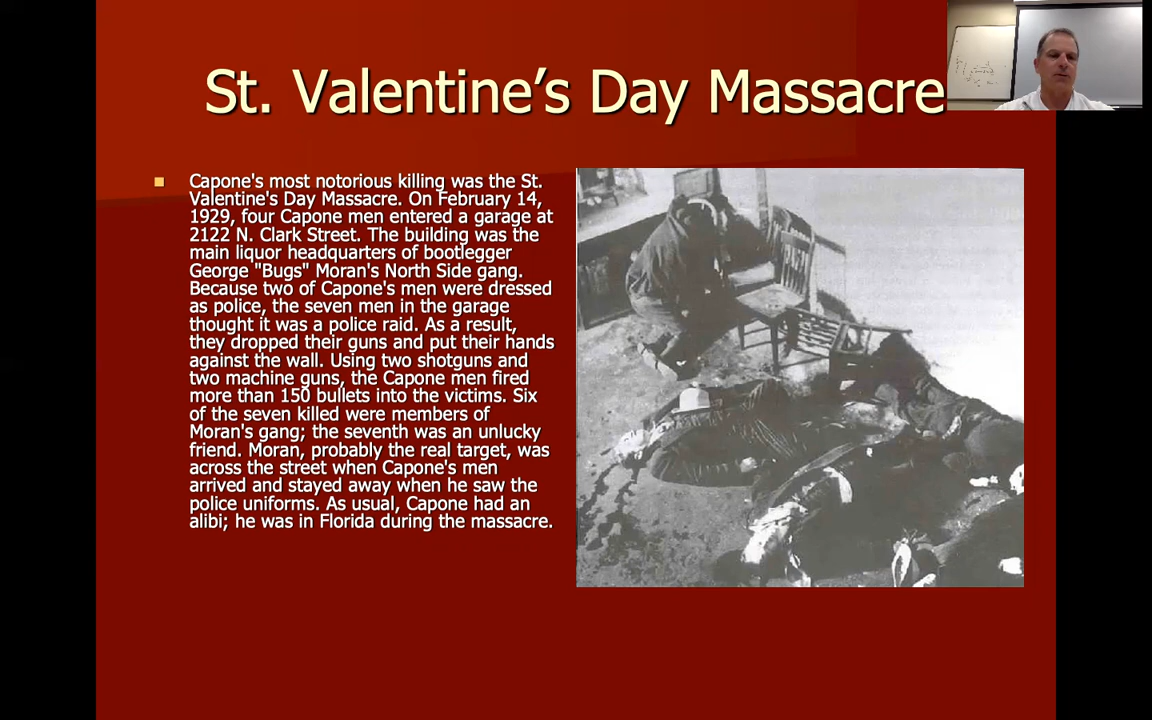 St. Valentine’s Day Massacre
Capone's most notorious killing was the St.
Valentine's Day Massacre. On February 14,
1929, four Capone men entered a garage at
2122 N. Clark Street. The building was the
main liquor headquarters of bootlegger
George "Bugs" Moran's North Side gang.
Because two of Capone's men were dressed
as police, the seven men in the garage
thought it was a police raid. As a result,
they dropped their guns and put their hands
against the wall. Using two shotguns and
two machine guns, the Capone men fired
more than 150 bullets into the victims. Six
of the seven killed were members of
Moran's gang; the seventh was an unlucky
friend. Moran, probably the real target, was
across the street when Capone's men
arrived and stayed away when he saw the
police uniforms. As usual, Capone had an
alibi; he was in Florida during the massacre.